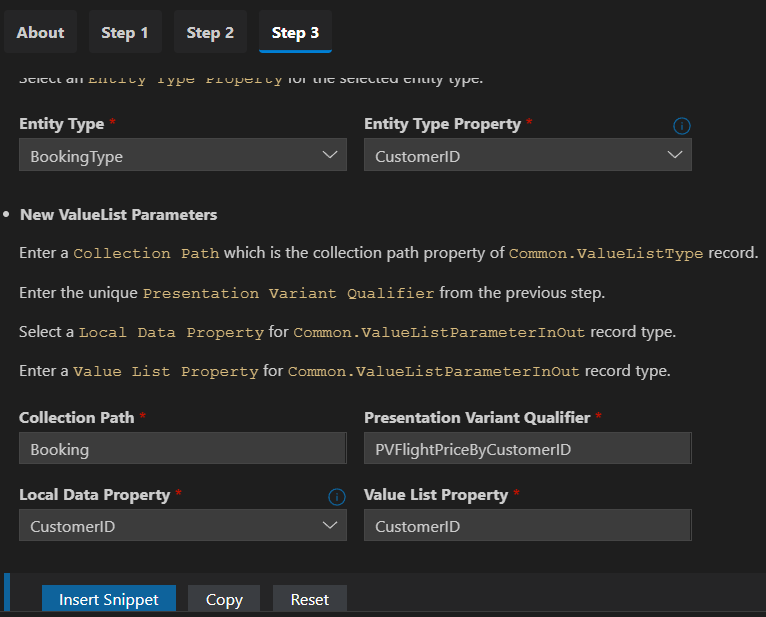 About Step 1 Step 2 Step 3
Select an Entity Type Property for the selected entity type.
Entity Type * Entity Type Property *
BookingType CustomerID
• New ValueList Parameters
Enter a Collection Path which is the collection path property of Common.ValueListType record.
Enter the unique Presentation Variant Qualifier from the previous step.
Select a Local Data Property for Common.ValueListParameterInOut record type.
Enter a Value List Property for Common.ValueListParameterInOut record type.
Collection Path * Presentation Variant Qualifier *
Booking PVFlightPriceByCustomerID
Local Data Property * Value List Property *
CustomerID CustomerID
Insert Snippet Copy Reset